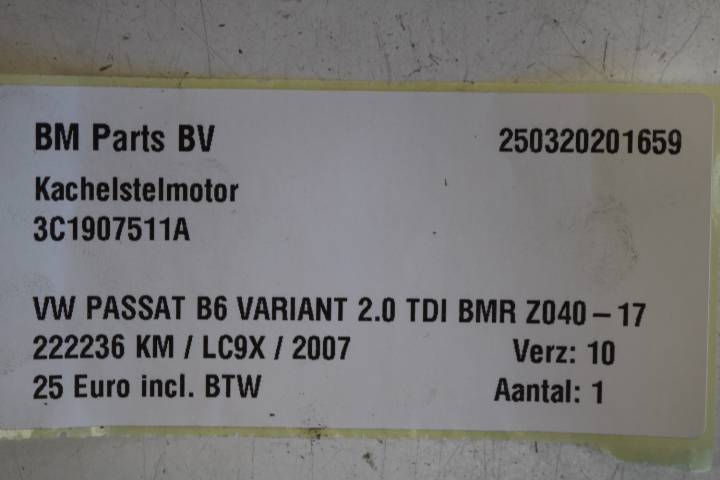 BM Parts BV 250320201659
Kachelstelmotor
3C1907511A
VW PASSAT B6 VARIANT 2.0 TDI BMR Z040-17
222236 KM / LC9X / 2007 Verz: 10
25 Euro incl. BTW Aantal: 1